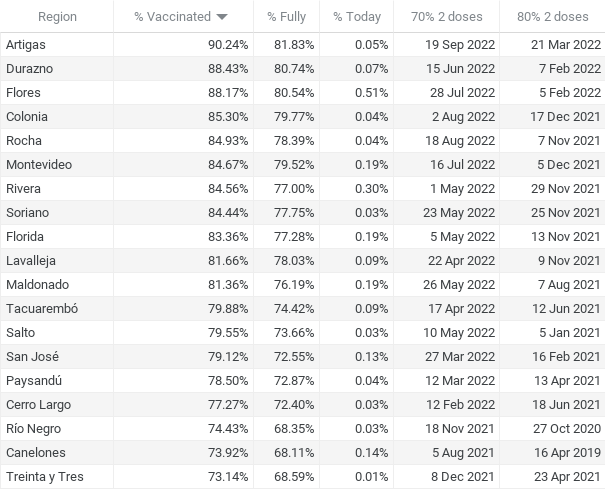 Region % Vaccinated % Fully % Today 70% 2 doses 80% 2 doses
Artigas 90.24% 81.83% 0.05% 19 Sep 2022 21 Mar 2022
Durazno 88.43% 80.74% 0.07% 15 Jun 2022 7 Feb 2022
Flores 88.17% 80.54% 0.51% 28 Jul 2022 5 Feb 2022
Colonia 85.30% 79.77% 0.04% 2 Aug 2022 17 Dec 2021
Rocha 84.93% 78.39% 0.04% 18 Aug 2022 7 Nov 2021
Montevideo 84.67% 79.52% 0.19% 16 Jul 2022 5 Dec 2021
Rivera 84.56% 77.00% 0.30% 1 May 2022 29 Nov 2021
Soriano 84.44% 77.75% 0.03% 23 May 2022 25 Nov 2021
Florida 83.36% 77.28% 0.19% 5 May 2022 13 Nov 2021
Lavalleja 81.66% 78.03% 0.09% 22 Apr 2022 9 Nov 2021
Maldonado 81.36% 76.19% 0.19% 26 May 2022 7 Aug 2021
Tacuarembó 79.88% 74.42% 0.09% 17 Apr 2022 12 Jun 2021
Salto 79.55% 73.66% 0.03% 10 May 2022 5 Jan 2021
San José 79.12% 72.55% 0.13% 27 Mar 2022 16 Feb 2021
Paysandú 78.50% 72.87% 0.04% 12 Mar 2022 13 Apr 2021
Cerro Largo 77.27% 72.40% 0.03% 12 Feb 2022 18 Jun 2021
Río Negro 74.43% 68.35% 0.03% 18 Nov 2021 27 Oct 2020
Canelones 73.92% 68.11% 0.14% 5 Aug 2021 16 Apr 2019
Treinta y Tres 73.14% 68.59% 0.01% 8 Dec 2021 23 Apr 2021